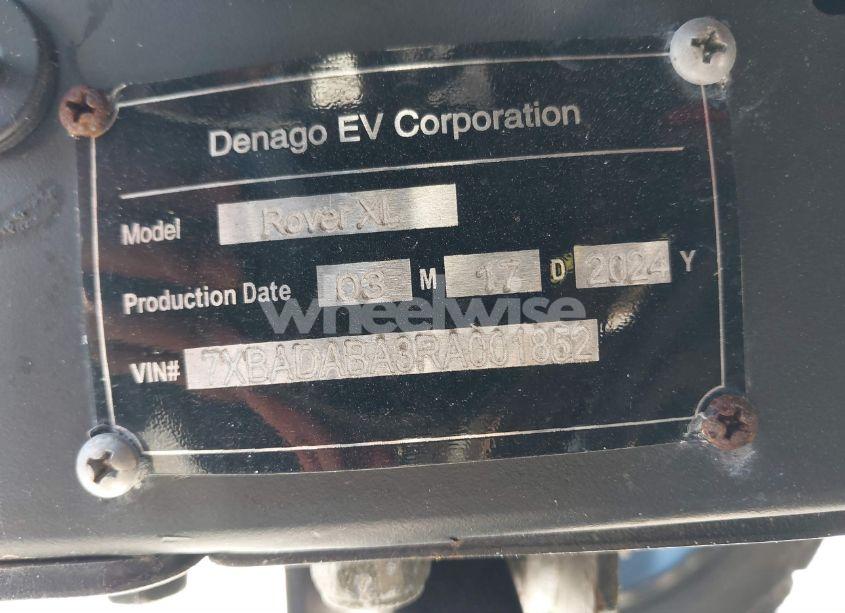 Denago EV Corporation
Model Rover XL
Production Date 03 M 17 D 2024 Y
wheelwise
VIN# 7XBADABA3RA001852